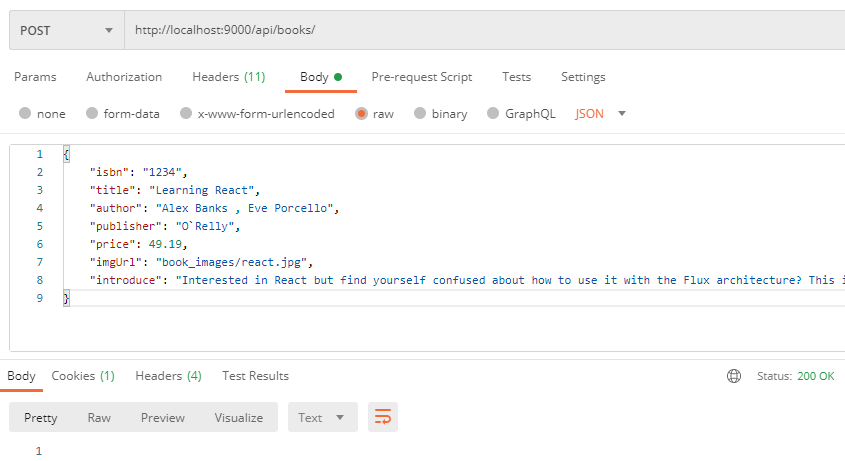 POST http://localhost:9000/api/books/
Params Authorization Headers (11) Body Pre-request Script Tests Settings
none form-data x-www-form-urlencoded raw binary GraphQL JSON
1 {
2 "isbn": "1234",
3 "title": "Learning React",
4 "author": "Alex Banks , Eve Porcello",
5 "publisher": "O`Relly",
6 "price": 49.19,
7 "imgUrl": "book_images/react.jpg",
8 "introduce": "Interested in React but find yourself confused about how to use it with the Flux architecture? This i
9 }
Body Cookies (1) Headers (4) Test Results Status: 200 OK
Pretty Raw Preview Visualize Text
1